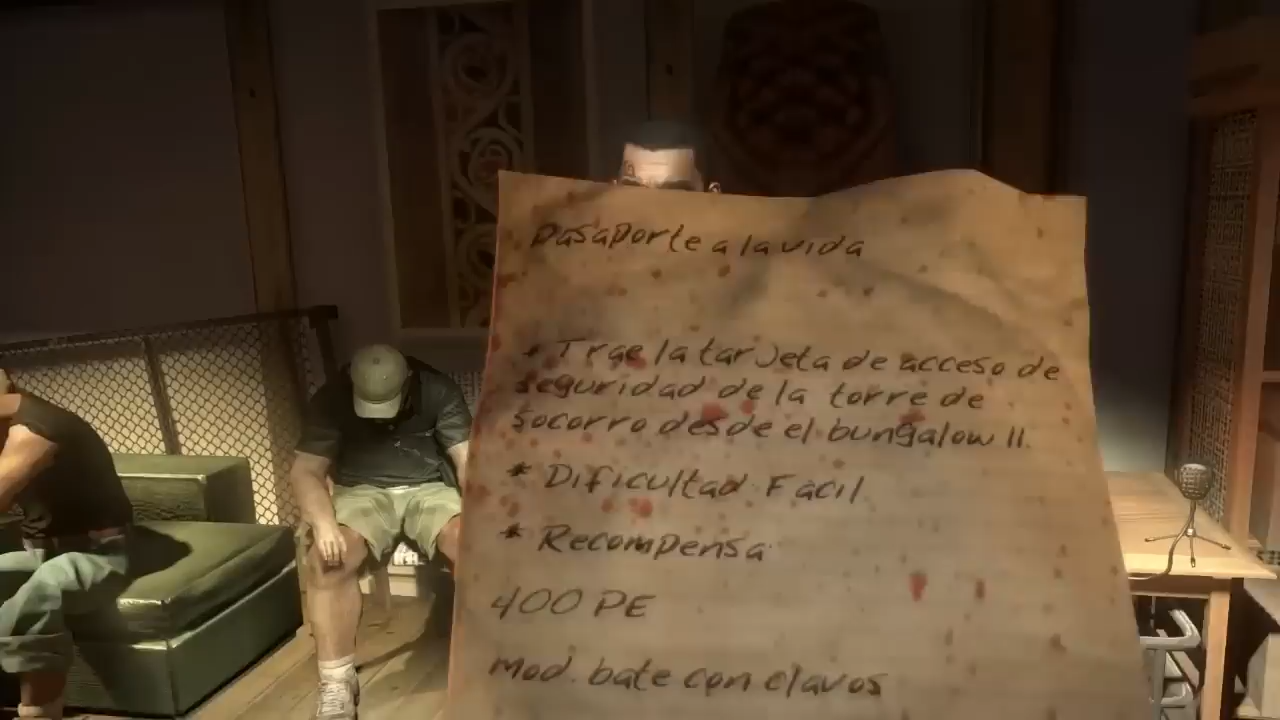 Pasaporte a la vida
* Trae la tarjeta de acceso de
seguridad de la torre de
socorro desde el bungalow 11.
* Dificultad Facil
* Recompensa
400 PE
Mod. bate con clavos